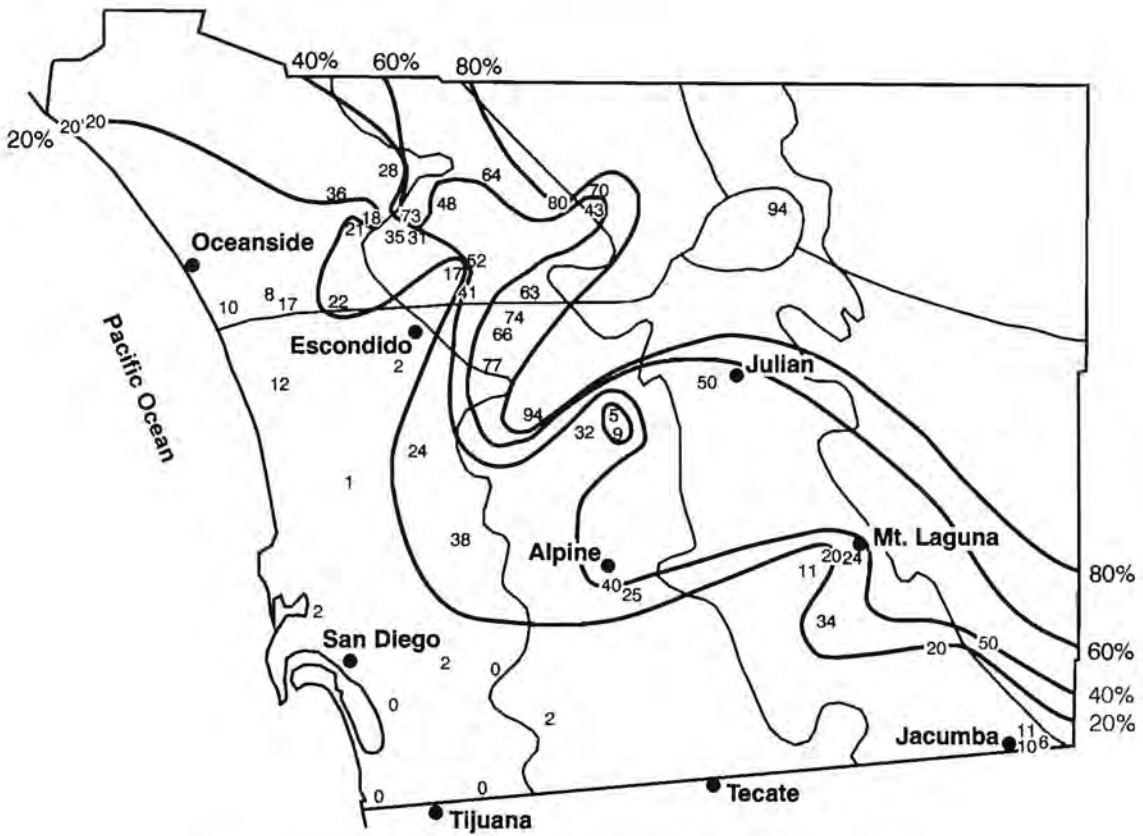 40% 60% 80%
20% 20 20
28 64
36 48 70
80 43
18 73 94
21 35 31
Oceanside
52
17
10 8 17 22 41 63
74
Escondido 66
2 77
Pacific Ocean
12 50 Julian
94 5
32 9
24
1
38
Alpine 20 24 Mt. Laguna
11
40 25 80%
2 34
San Diego 20 50
2 0 60%
0 2 40%
20%
Jacumba 11
10 6
0 0
Tecate
Tijuana